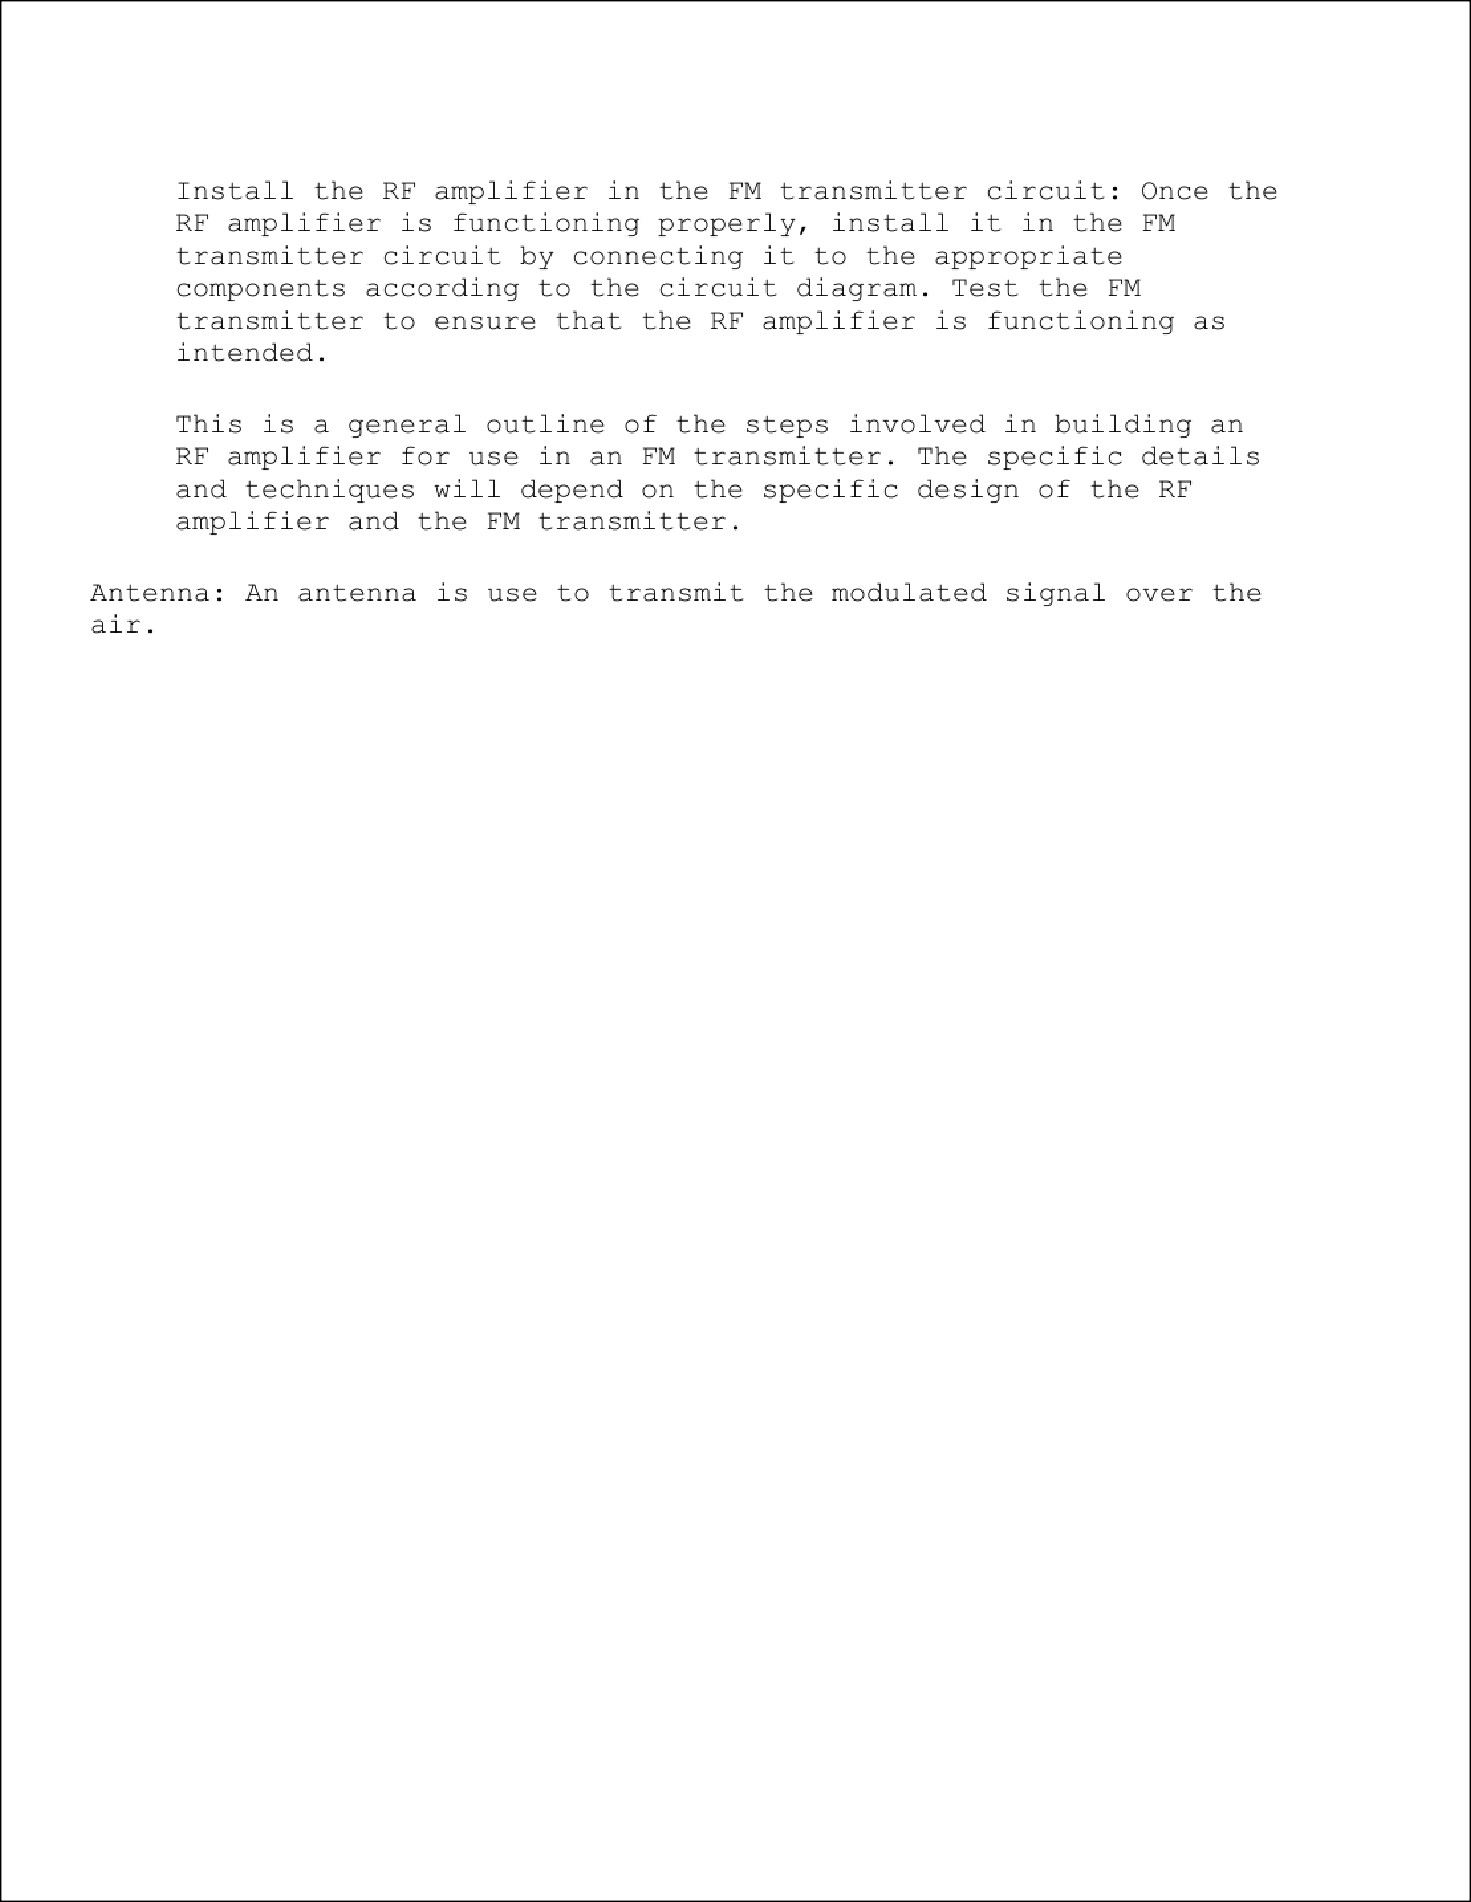 Install the RF amplifier in the FM transmitter circuit: Once the
RF amplifier is functioning properly, install it in the FM
transmitter circuit by connecting it to the appropriate
components according to the circuit diagram. Test the FM
transmitter to ensure that the RF amplifier is functioning as
intended.
This is a general outline of the steps involved in building an
RF amplifier for use in an FM transmitter. The specific details
and techniques will depend on the specific design of the RF
amplifier and the FM transmitter.
Antenna: An antenna is use to transmit the modulated signal over the
air.